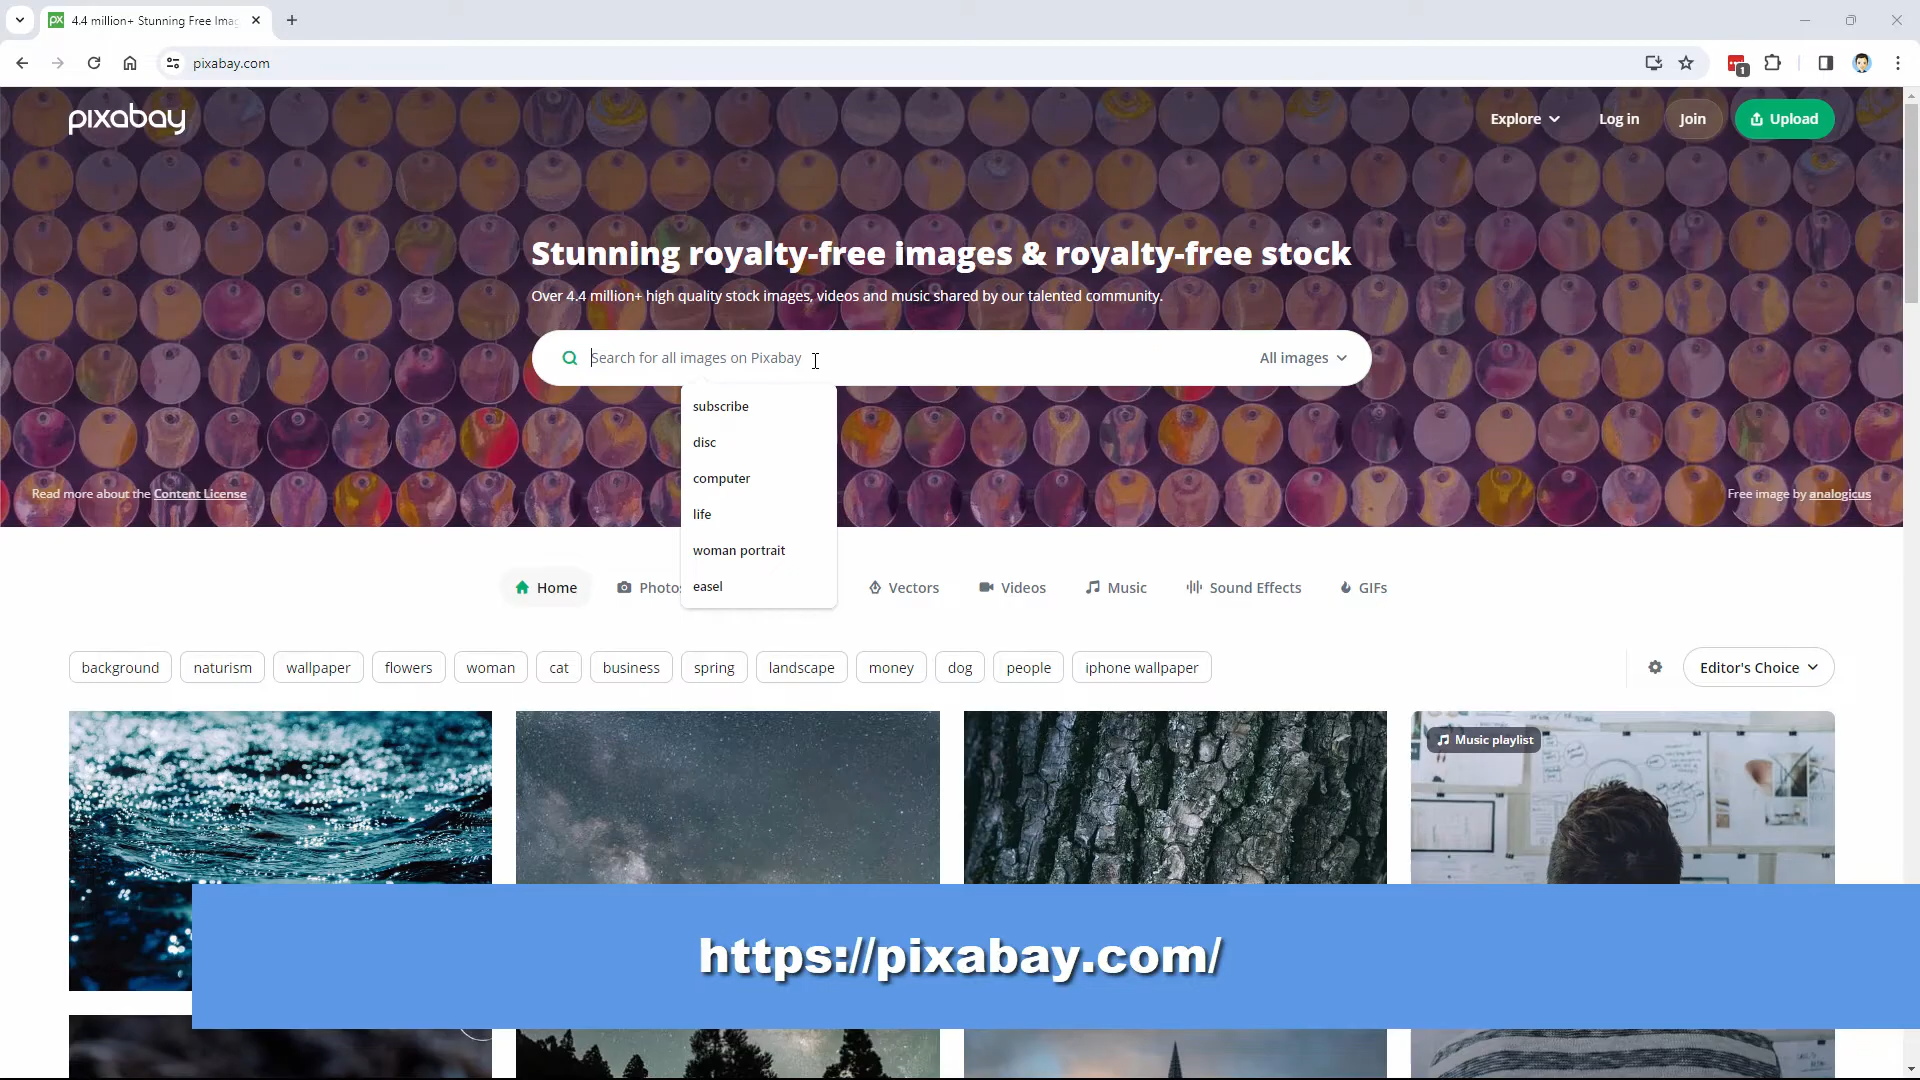 4.4 million+ Stunning Free Imag
pixabay.com
1
pixabay
Explore
Log in
Join
Upload
Stunning royalty-free images & royalty-free stock
Over 4.4 million+ high quality stock images, videos and music shared by our talented community.
Search for all images on Pixabay
All images
subscribe
disc
computer
life
woman portrait
easel
Read more about the Content License
Free image by analogicus
Home
Photos
Vectors
Videos
Music
Sound Effects
GIFs
background
naturism
wallpaper
flowers
woman
cat
business
spring
landscape
money
dog
people
iphone wallpaper
Editor's Choice
Music playlist
https://pixabay.com/